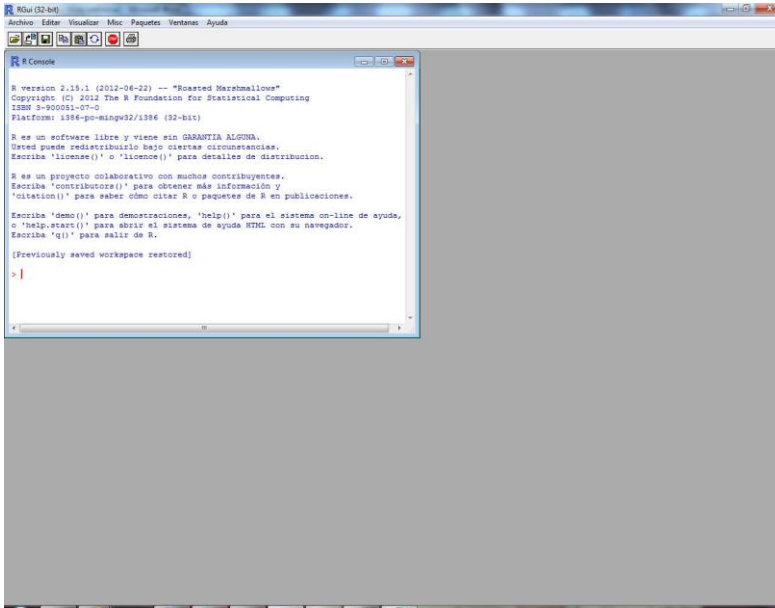 RGui (32-bit)
Archivo Editar Visualizar Misc Paquetes Ventanas Ayuda
STOP
R Console
R version 2.15.1 (2012-06-22) -- "Roasted Marshmallows"
Copyright (C) 2012 The R Foundation for Statistical Computing
ISBN 3-900051-07-0
Platform: i386-pc-mingw32/i386 (32-bit)
R es un software libre y viene sin GARANTIA ALGUNA.
Usted puede redistribuirlo bajo ciertas circunstancias.
Escriba 'license()' o 'licence()' para detalles de distribucion.
R es un proyecto colaborativo con muchos contribuyentes.
Escriba 'contributors()' para obtener más información y
'citation()' para saber cómo citar R o paquetes de R en publicaciones.
Escriba 'demo()' para demostraciones, 'help()' para el sistema on-line de ayuda,
o 'help.start()' para abrir el sistema de ayuda HTML con su navegador.
Escriba 'q()' para salir de R.
[Previously saved workspace restored]
>